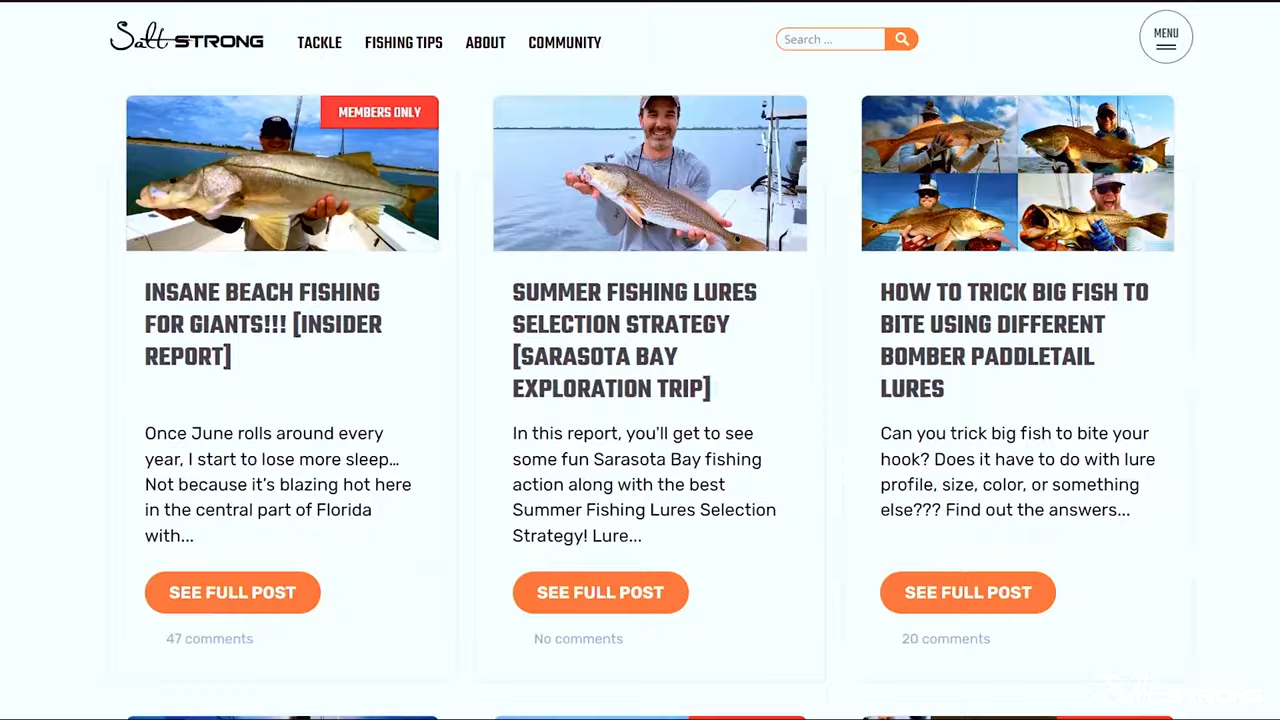 Salt STRONG
TACKLE
FISHING TIPS
ABOUT
COMMUNITY
Search ...
MENU
MEMBERS ONLY
INSANE BEACH FISHING
FOR GIANTS!!! [INSIDER
REPORT]
Once June rolls around every
year, I start to lose more sleep...
Not because it's blazing hot here
in the central part of Florida
with...
SEE FULL POST
47 comments
SUMMER FISHING LURES
SELECTION STRATEGY
[SARASOTA BAY
EXPLORATION TRIP]
In this report, you'll get to see
some fun Sarasota Bay fishing
action along with the best
Summer Fishing Lures Selection
Strategy! Lure...
SEE FULL POST
No comments
HOW TO TRICK BIG FISH TO
BITE USING DIFFERENT
BOMBER PADDLETAIL
LURES
Can you trick big fish to bite your
hook? Does it have to do with lure
profile, size, color, or something
else??? Find out the answers...
SEE FULL POST
20 comments
Salt STRONG